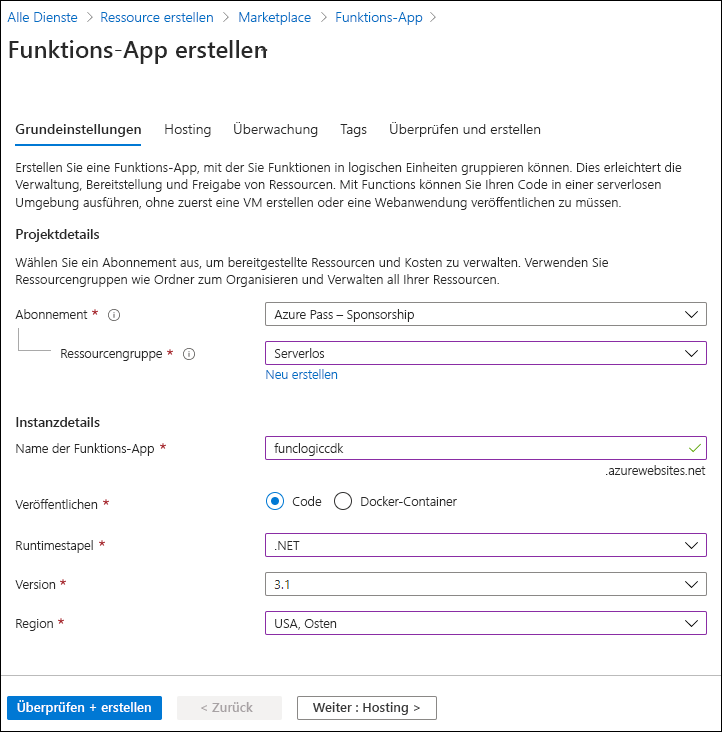 Alle Dienste > Ressource erstellen > Marketplace > Funktions-App >
Funktions-App erstellen
Grundeinstellungen Hosting Überwachung Tags Überprüfen und erstellen
Erstellen Sie eine Funktions-App, mit der Sie Funktionen in logischen Einheiten gruppieren können. Dies erleichtert die
Verwaltung, Bereitstellung und Freigabe von Ressourcen. Mit Functions können Sie Ihren Code in einer serverlosen
Umgebung ausführen, ohne zuerst eine VM erstellen oder eine Webanwendung veröffentlichen zu müssen.
Projektdetails
Wählen Sie ein Abonnement aus, um bereitgestellte Ressourcen und Kosten zu verwalten. Verwenden Sie
Ressourcengruppen wie Ordner zum Organisieren und Verwalten all Ihrer Ressourcen.
Abonnement * Azure Pass – Sponsorship
Ressourcengruppe * Serverlos
Neu erstellen
Instanzdetails
Name der Funktions-App * funclogiccdk
.azurewebsites.net
Veröffentlichen * Code Docker-Container
Runtimestapel * .NET
Version * 3.1
Region * USA, Osten
Überprüfen + erstellen < Zurück Weiter : Hosting >